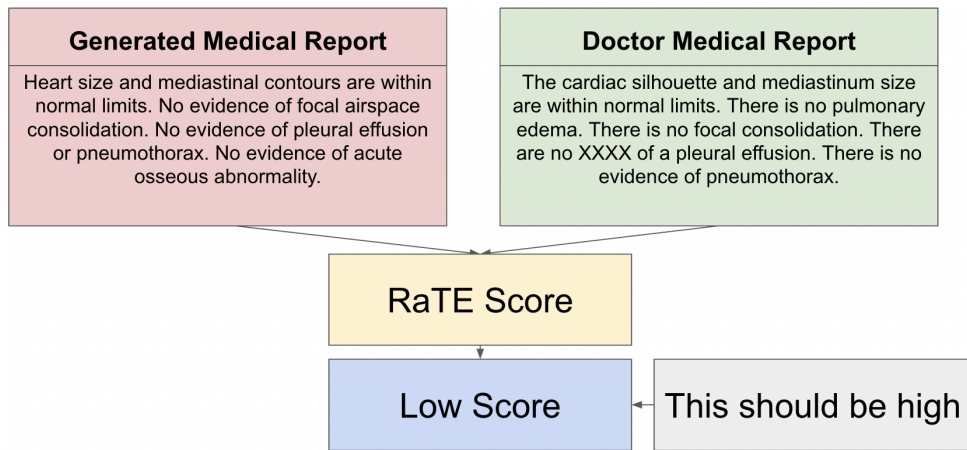 Generated Medical Report
Heart size and mediastinal contours are within
normal limits. No evidence of focal airspace
consolidation. No evidence of pleural effusion
or pneumothorax. No evidence of acute
osseous abnormality.
Doctor Medical Report
The cardiac silhouette and mediastinum size
are within normal limits. There is no pulmonary
edema. There is no focal consolidation. There
are no XXXX of a pleural effusion. There is no
evidence of pneumothorax.
RaTE Score
Low Score
This should be high